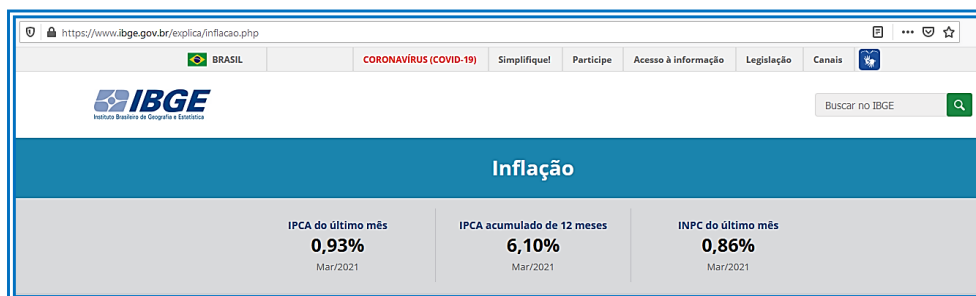 https://www.ibge.gov.br/explica/inflacao.php
BRASIL CORONAVÍRUS (COVID-19) Simplifique! Participe Acesso à informação Legislação Canais
IBGE
Instituto Brasileiro de Geografia e Estatística
Buscar no IBGE
Inflação
IPCA do último mês
0,93%
Mar/2021
IPCA acumulado de 12 meses
6,10%
Mar/2021
INPC do último mês
0,86%
Mar/2021